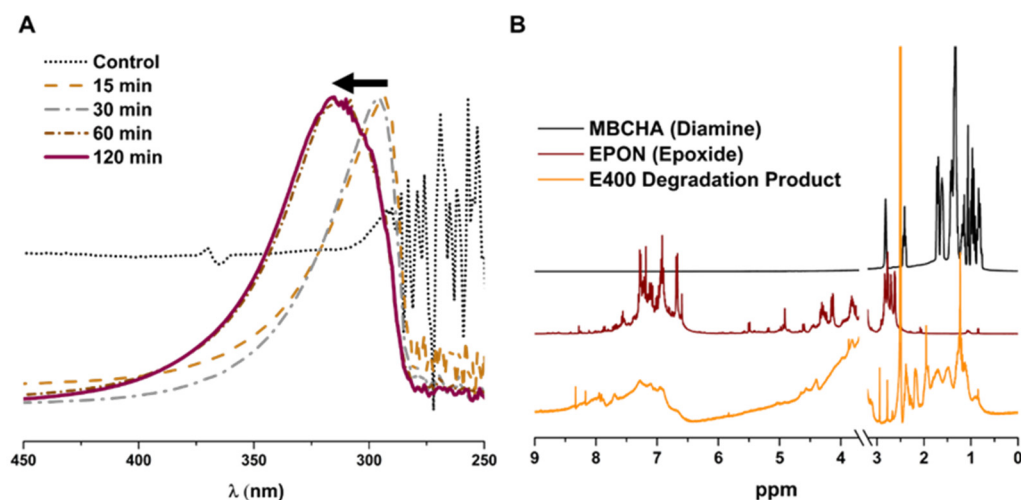 A
Control
15 min
30 min
60 min
120 min
450 400 350 300 250
λ (nm)
B
MBCHA (Diamine)
EPON (Epoxide)
E400 Degradation Product
9 8 7 6 5 4 3 2 1 0
ppm